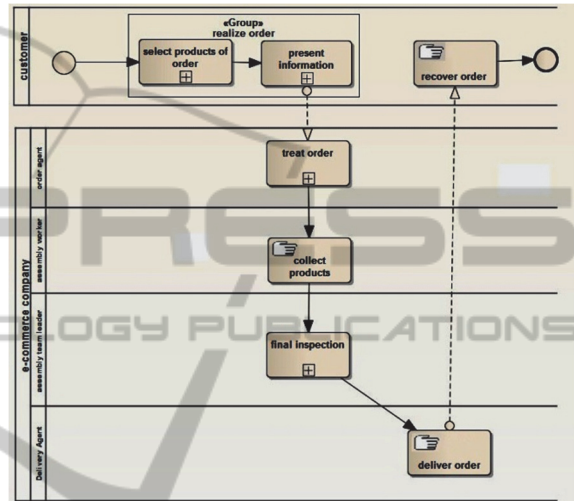 «Group»
realize order
customer
select products of
order
present
information
recover order
e-commerce company
order agent
treat order
assembly worker
collect
products
assembly team leader
final inspection
Delivery Agent
deliver order
PRESS
OLOGY PUBLICATIONS